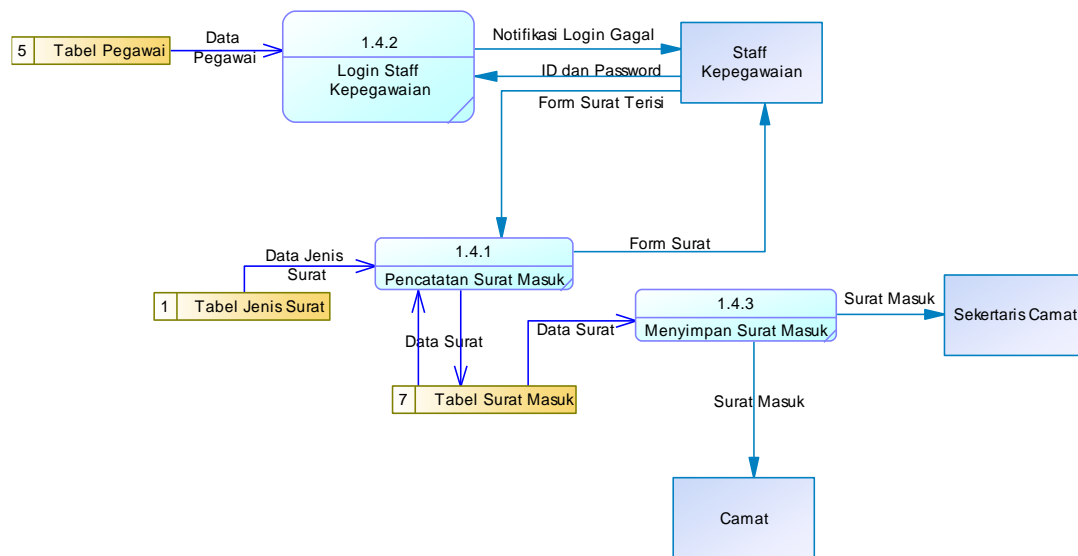 1.4.2
Login Staff
Kepegawaian
5
Tabel Pegawai
Data
Pegawai
Notifikasi Login Gagal
ID dan Password
Form Surat Terisi
Staff
Kepegawaian
1.4.1
Pencatatan Surat Masuk
Form Surat
Data Jenis
Surat
1
Tabel Jenis Surat
Data Surat
7
Tabel Surat Masuk
Data Surat
1.4.3
Menyimpan Surat Masuk
Surat Masuk
Sekertaris Camat
Surat Masuk
Camat